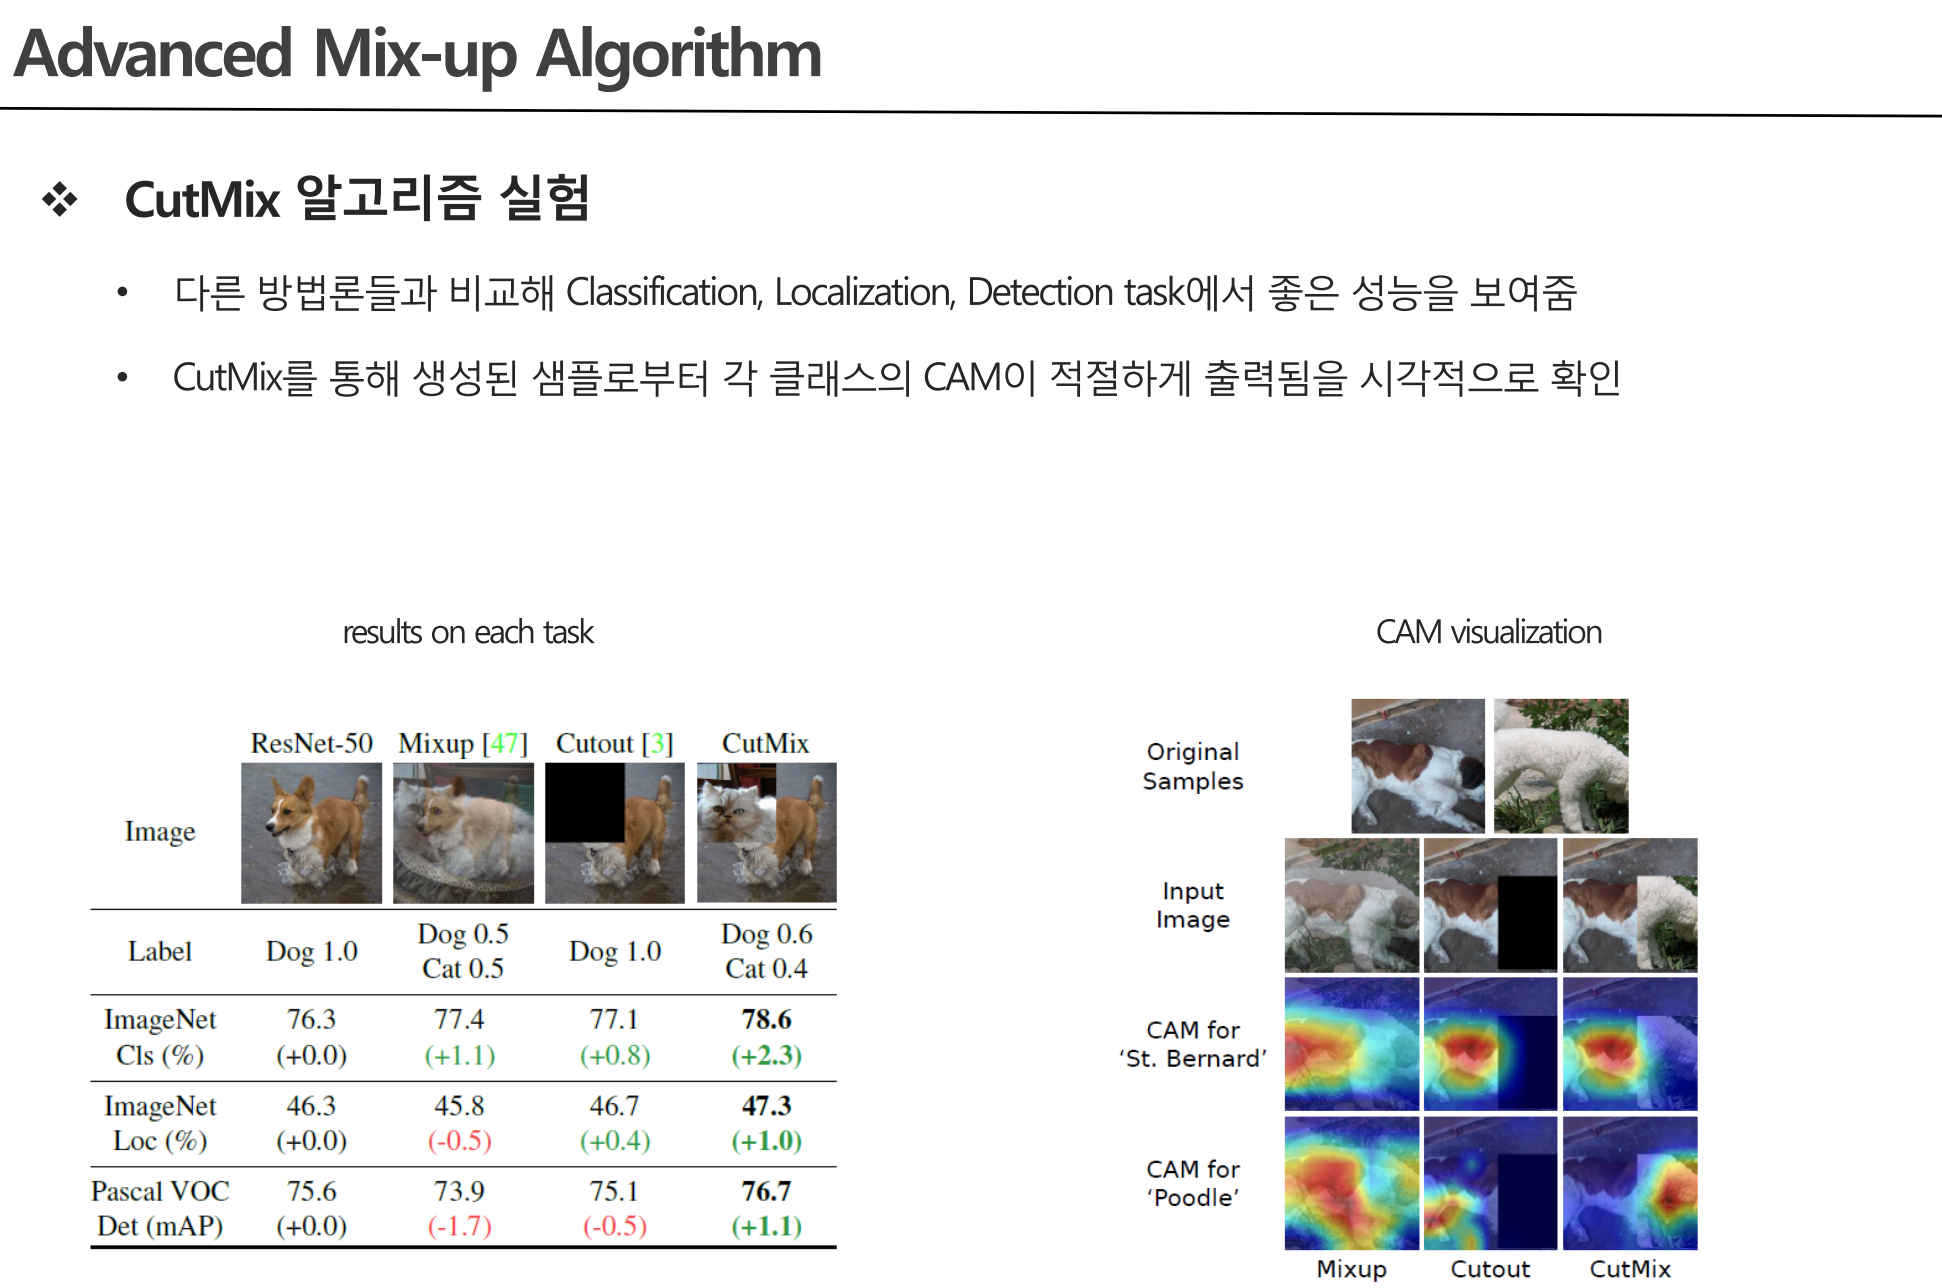 Advanced Mix-up Algorithm
❖ CutMix 알고리즘 실험
• 다른 방법론들과 비교해 Classification, Localization, Detection task에서 좋은 성능을 보여줌
• CutMix를 통해 생성된 샘플로부터 각 클래스의 CAM이 적절하게 출력됨을 시각적으로 확인
results on each task
ResNet-50 Mixup [47] Cutout [3] CutMix
Image
Label Dog 1.0 Dog 0.5 Cat 0.5 Dog 1.0 Dog 0.6 Cat 0.4
ImageNet 76.3 77.4 77.1 78.6
Cls (%) (+0.0) (+1.1) (+0.8) (+2.3)
ImageNet 46.3 45.8 46.7 47.3
Loc (%) (+0.0) (-0.5) (+0.4) (+1.0)
Pascal VOC 75.6 73.9 75.1 76.7
Det (mAP) (+0.0) (-1.7) (-0.5) (+1.1)
CAM visualization
Original
Samples
Input
Image
CAM for
‘St. Bernard’
CAM for
‘Poodle’
Mixup Cutout CutMix